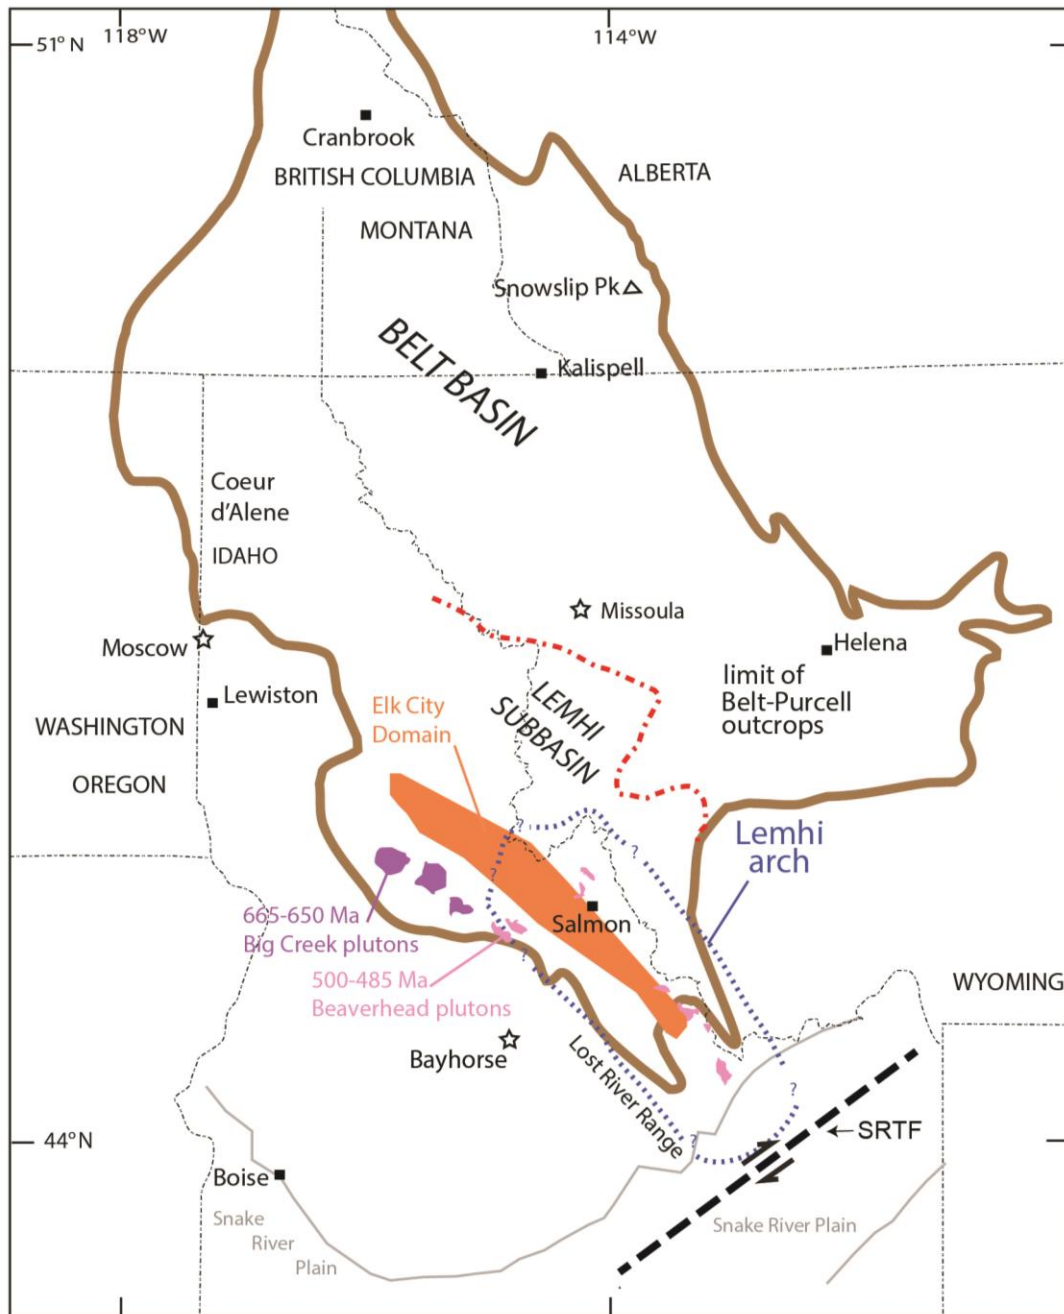 118°W
114°W
51° N
Cranbrook
BRITISH COLUMBIA
ALBERTA
MONTANA
Snowslip Pk
BELT BASIN
Kalispell
Coeur
d'Alene
IDAHO
Missoula
Moscow
Helena
Lewiston
limit of
Belt-Purcell
outcrops
WASHINGTON
OREGON
Elk City
Domain
LEMHI
SUBBASIN
?
?
Lemhi
arch
?
665-650 Ma
Big Creek plutons
Salmon
500-485 Ma
Beaverhead plutons
?
WYOMING
Bayhorse
Lost River Range
?
44°N
?
SRTF
Boise
Snake
River
Plain
Snake River Plain